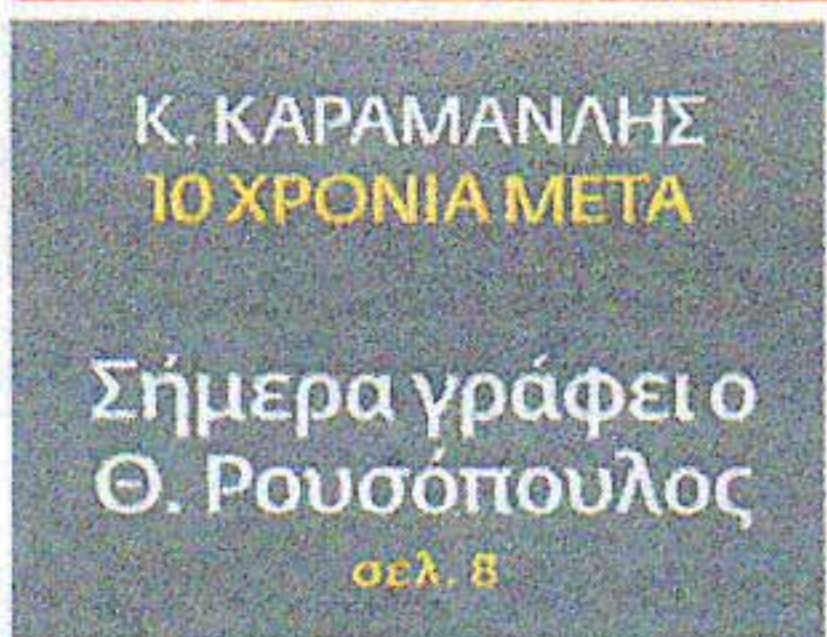 Κ. ΚΑΡΑΜΑΝΛΗΣ
10 ΧΡΟΝΙΑ ΜΕΤΑ
Σήμερα γράφει ο
Θ. Ρουσόπουλος
σελ. 8